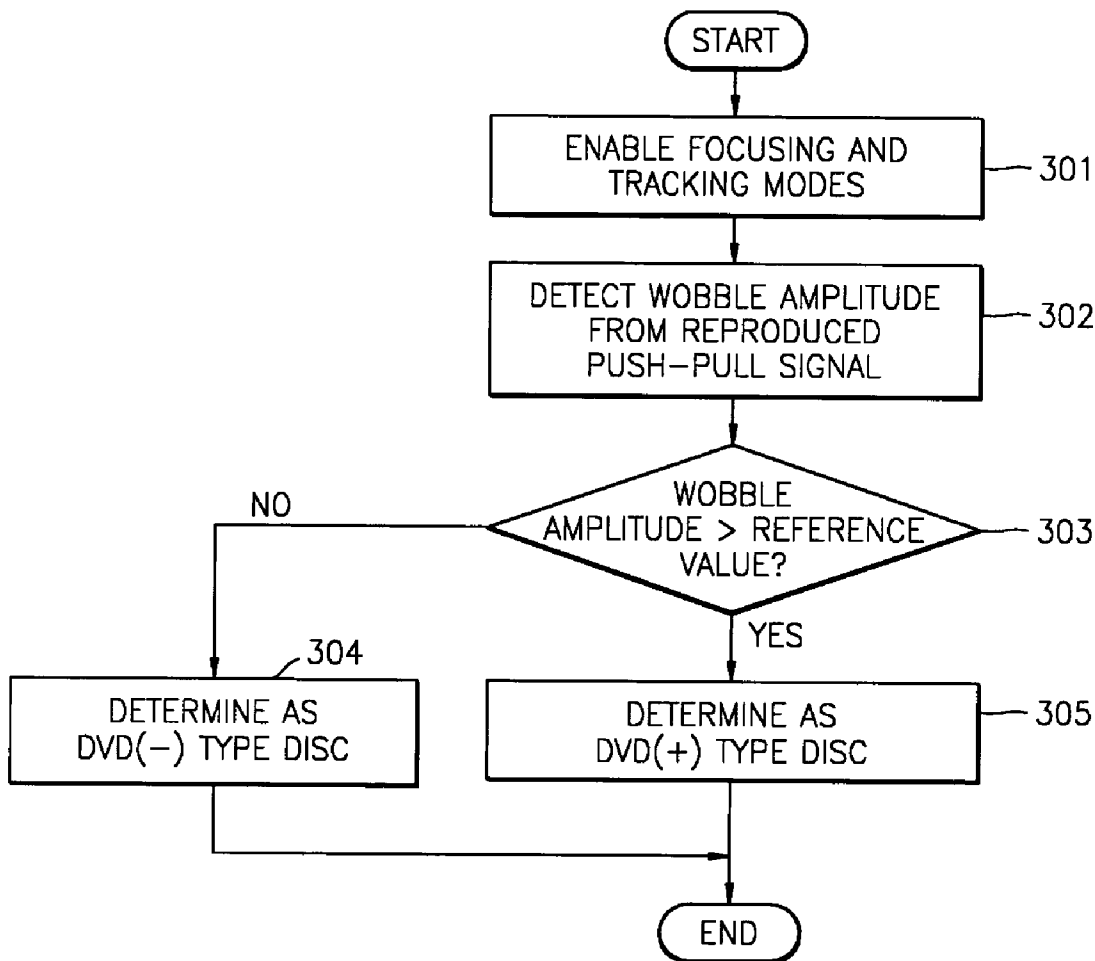 START
ENABLE FOCUSING AND
TRACKING MODES
301
DETECT WOBBLE AMPLITUDE
FROM REPRODUCED
PUSH-PULL SIGNAL
302
WOBBLE
AMPLITUDE > REFERENCE
VALUE?
303
NO
YES
304
DETERMINE AS
DVD(-) TYPE DISC
DETERMINE AS
DVD(+) TYPE DISC
305
END